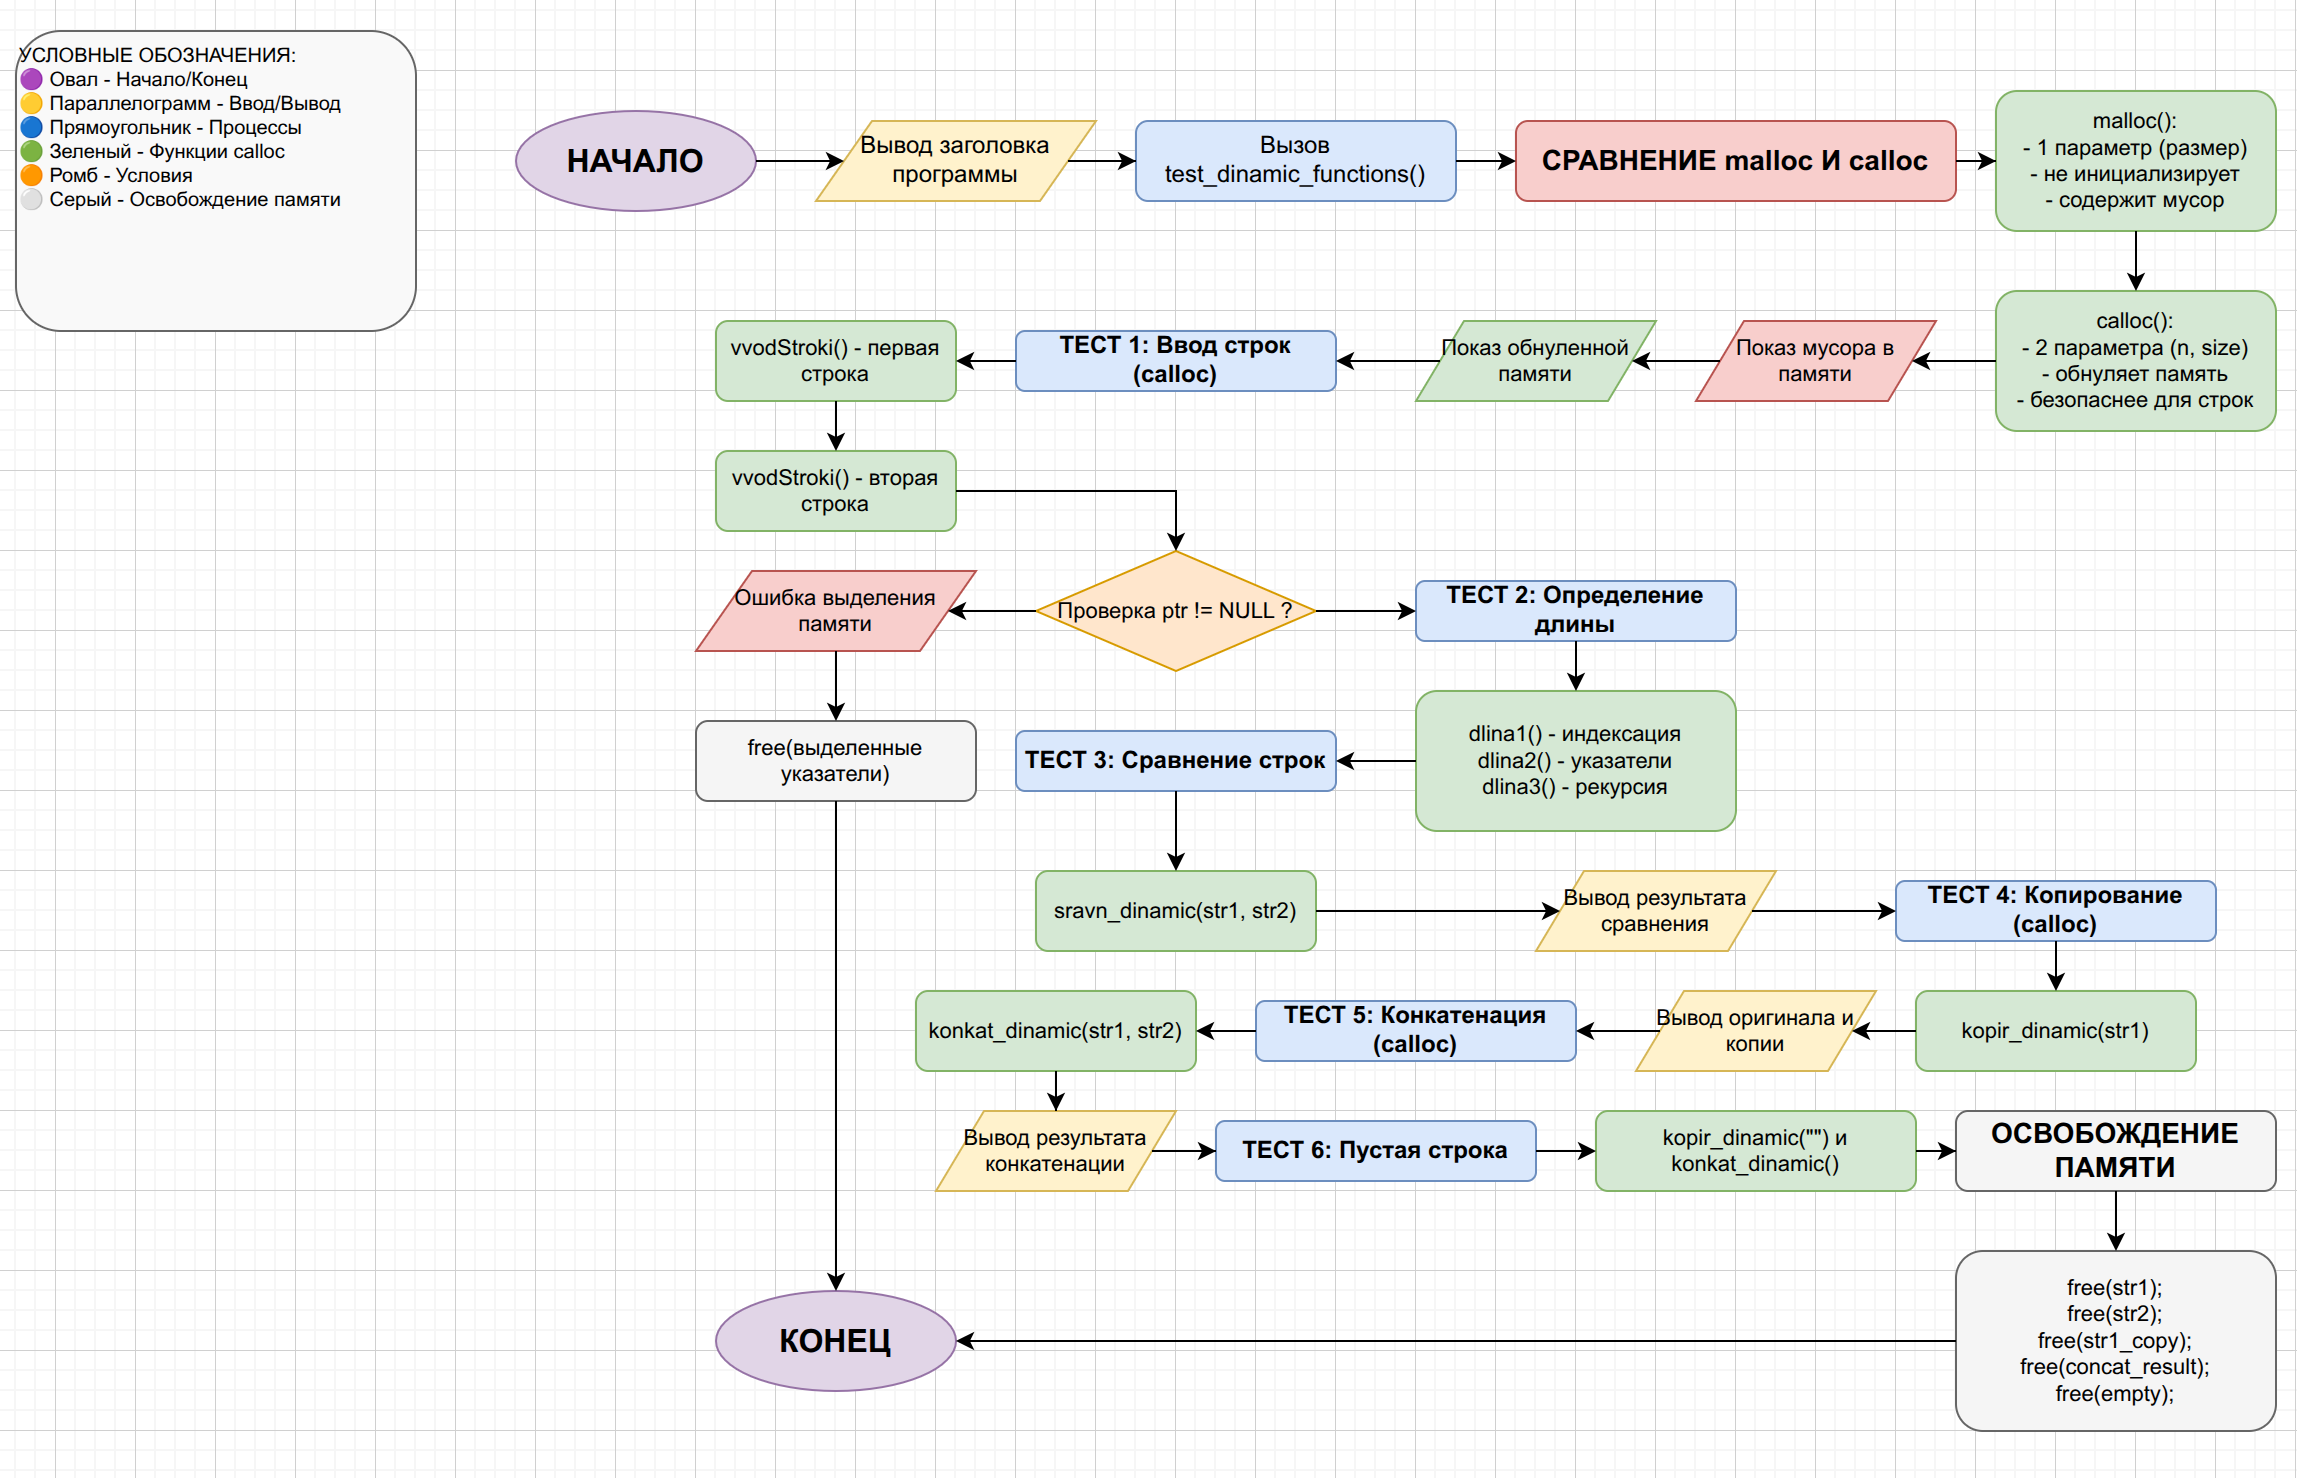 УСЛОВНЫЕ ОБОЗНАЧЕНИЯ:
Овал - Начало/Конец
Параллелограмм - Ввод/Вывод
Прямоугольник - Процессы
Зеленый - Функции calloc
Ромб - Условия
Серый - Освобождение памяти
НАЧАЛО
Вывод заголовка
программы
Вызов
test_dinamic_functions()
СРАВНЕНИЕ malloc И calloc
malloc():
- 1 параметр (размер)
- не инициализирует
- содержит мусор
calloc():
- 2 параметра (n, size)
- обнуляет память
- безопаснее для строк
Показ мусора в
памяти
Показ обнуленной
памяти
ТЕСТ 1: Ввод строк
(calloc)
vvodStroki() - первая
строка
vvodStroki() - вторая
строка
Проверка ptr != NULL ?
Ошибка выделения
памяти
free(выделенные
указатели)
ТЕСТ 2: Определение
длины
dlina1() - индексация
dlina2() - указатели
dlina3() - рекурсия
ТЕСТ 3: Сравнение строк
sravn_dinamic(str1, str2)
Вывод результата
сравнения
ТЕСТ 4: Копирование
(calloc)
kopir_dinamic(str1)
Вывод оригинала и
копии
ТЕСТ 5: Конкатенация
(calloc)
konkat_dinamic(str1, str2)
Вывод результата
конкатенации
ТЕСТ 6: Пустая строка
kopir_dinamic("") и
konkat_dinamic()
ОСВОБОЖДЕНИЕ
ПАМЯТИ
free(str1);
free(str2);
free(str1_copy);
free(concat_result);
free(empty);
КОНЕЦ